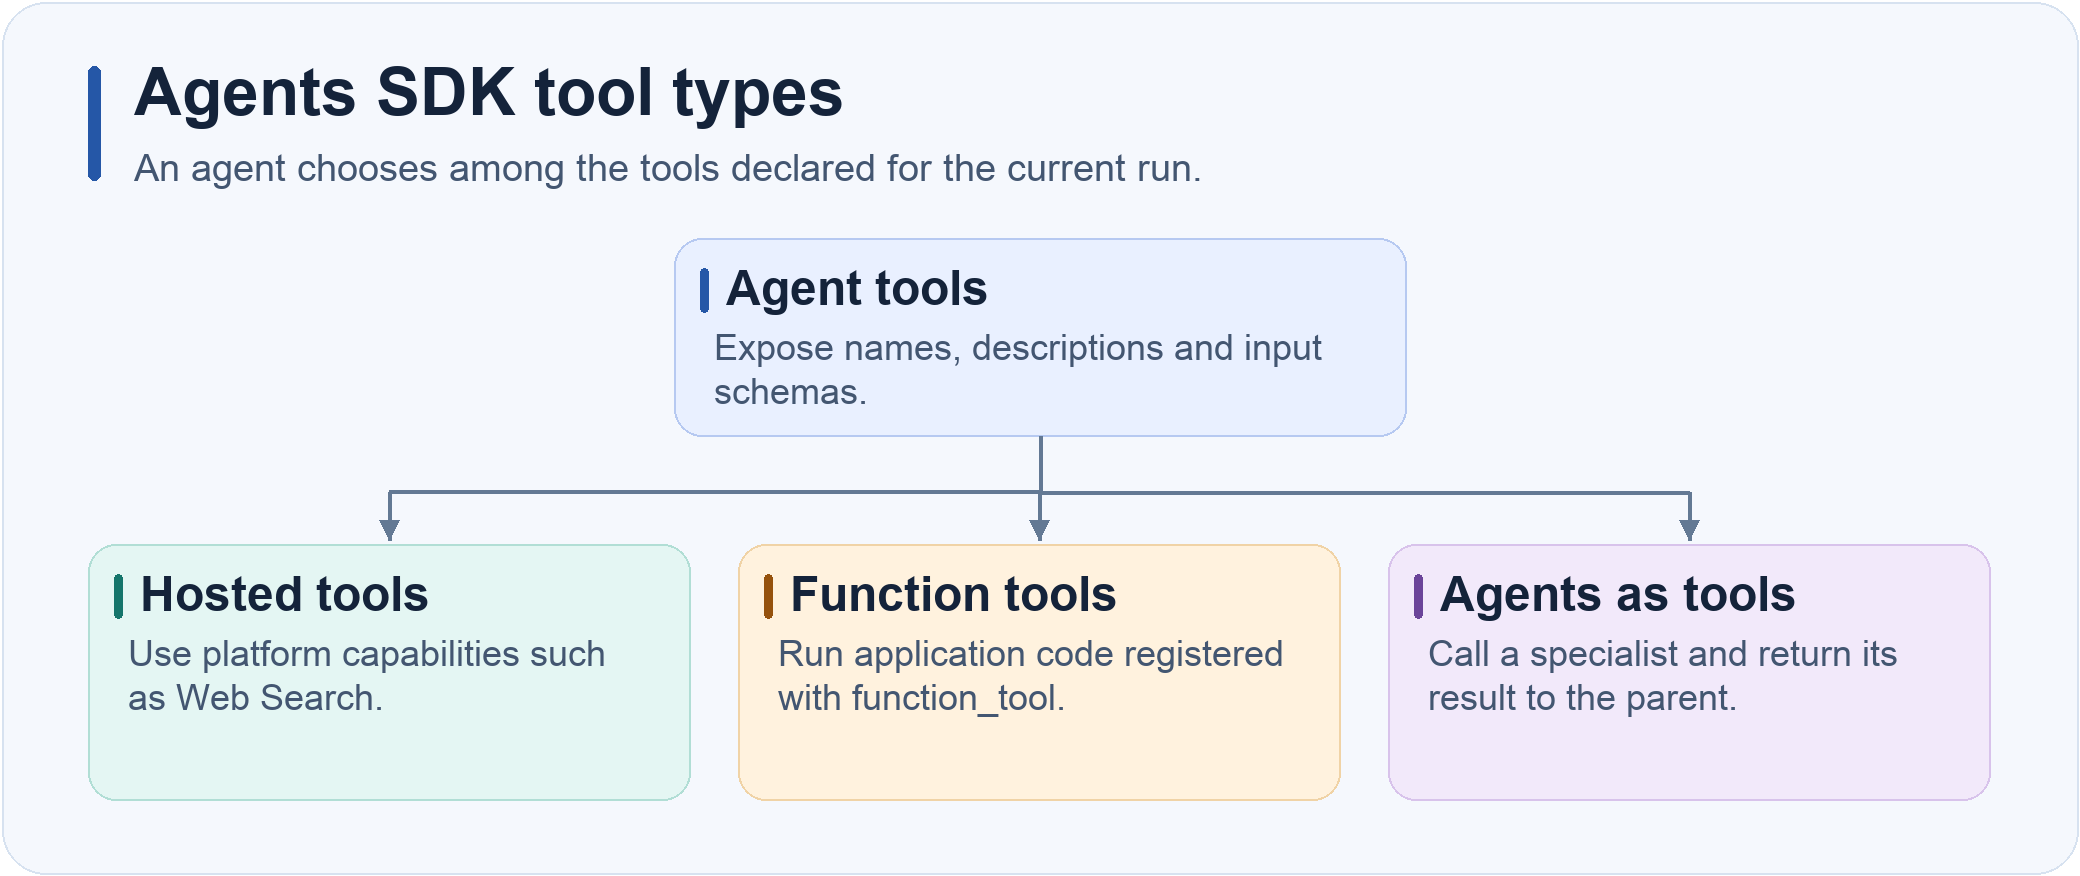 Agents SDK tool types
An agent chooses among the tools declared for the current run.
Agent tools
Expose names, descriptions and input
schemas.
Hosted tools
Use platform capabilities such
as Web Search.
Function tools
Run application code registered
with function_tool.
Agents as tools
Call a specialist and return its
result to the parent.